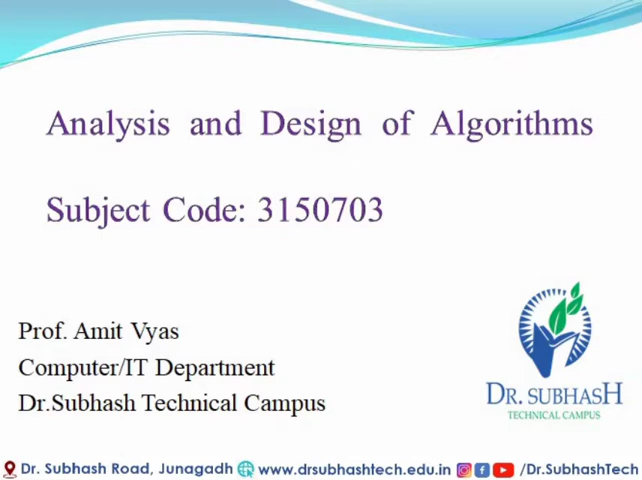 Analysis and Design of Algorithms
Subject Code: 3150703
Prof. Amit Vyas
Computer/IT Department
Dr.Subhash Technical Campus
DR. SUBHASH
TECHNICAL CAMPUS
Dr. Subhash Road, Junagadh www.drsubhashtech.edu.in /Dr.SubhashTech